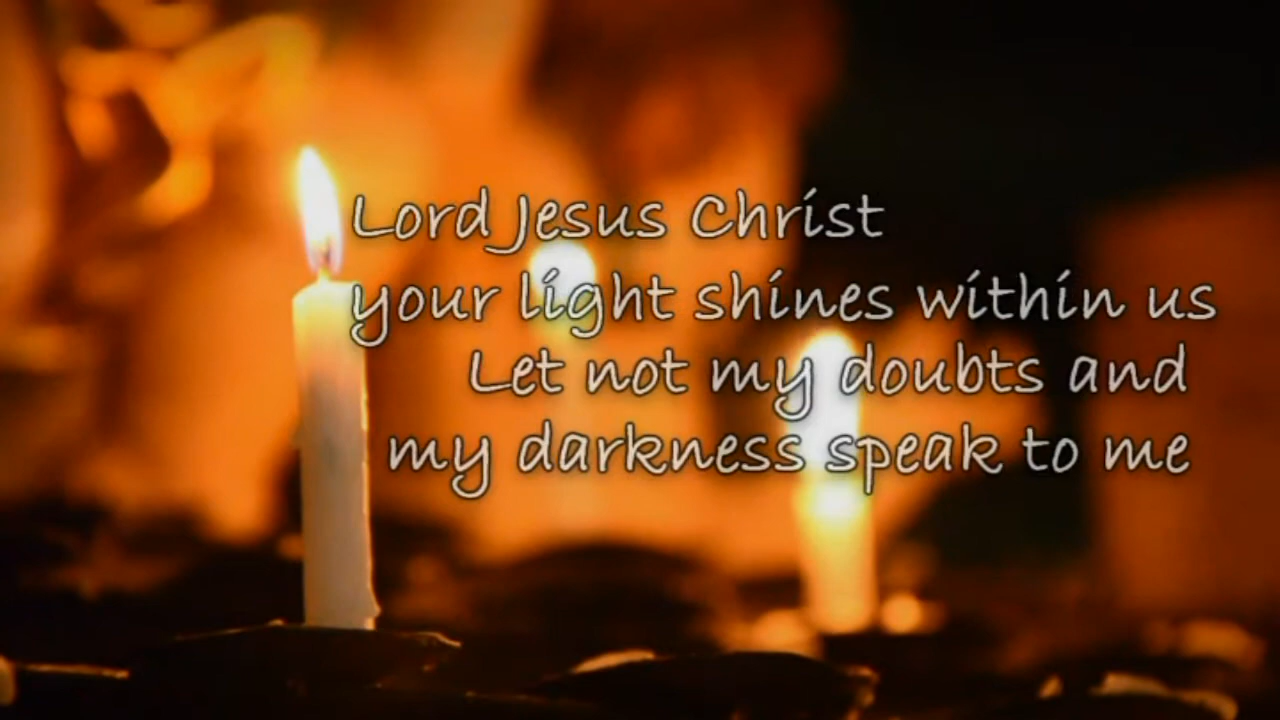 Lord Jesus Christ
your light shines within us
Let not my doubts and
my darkness speak to me